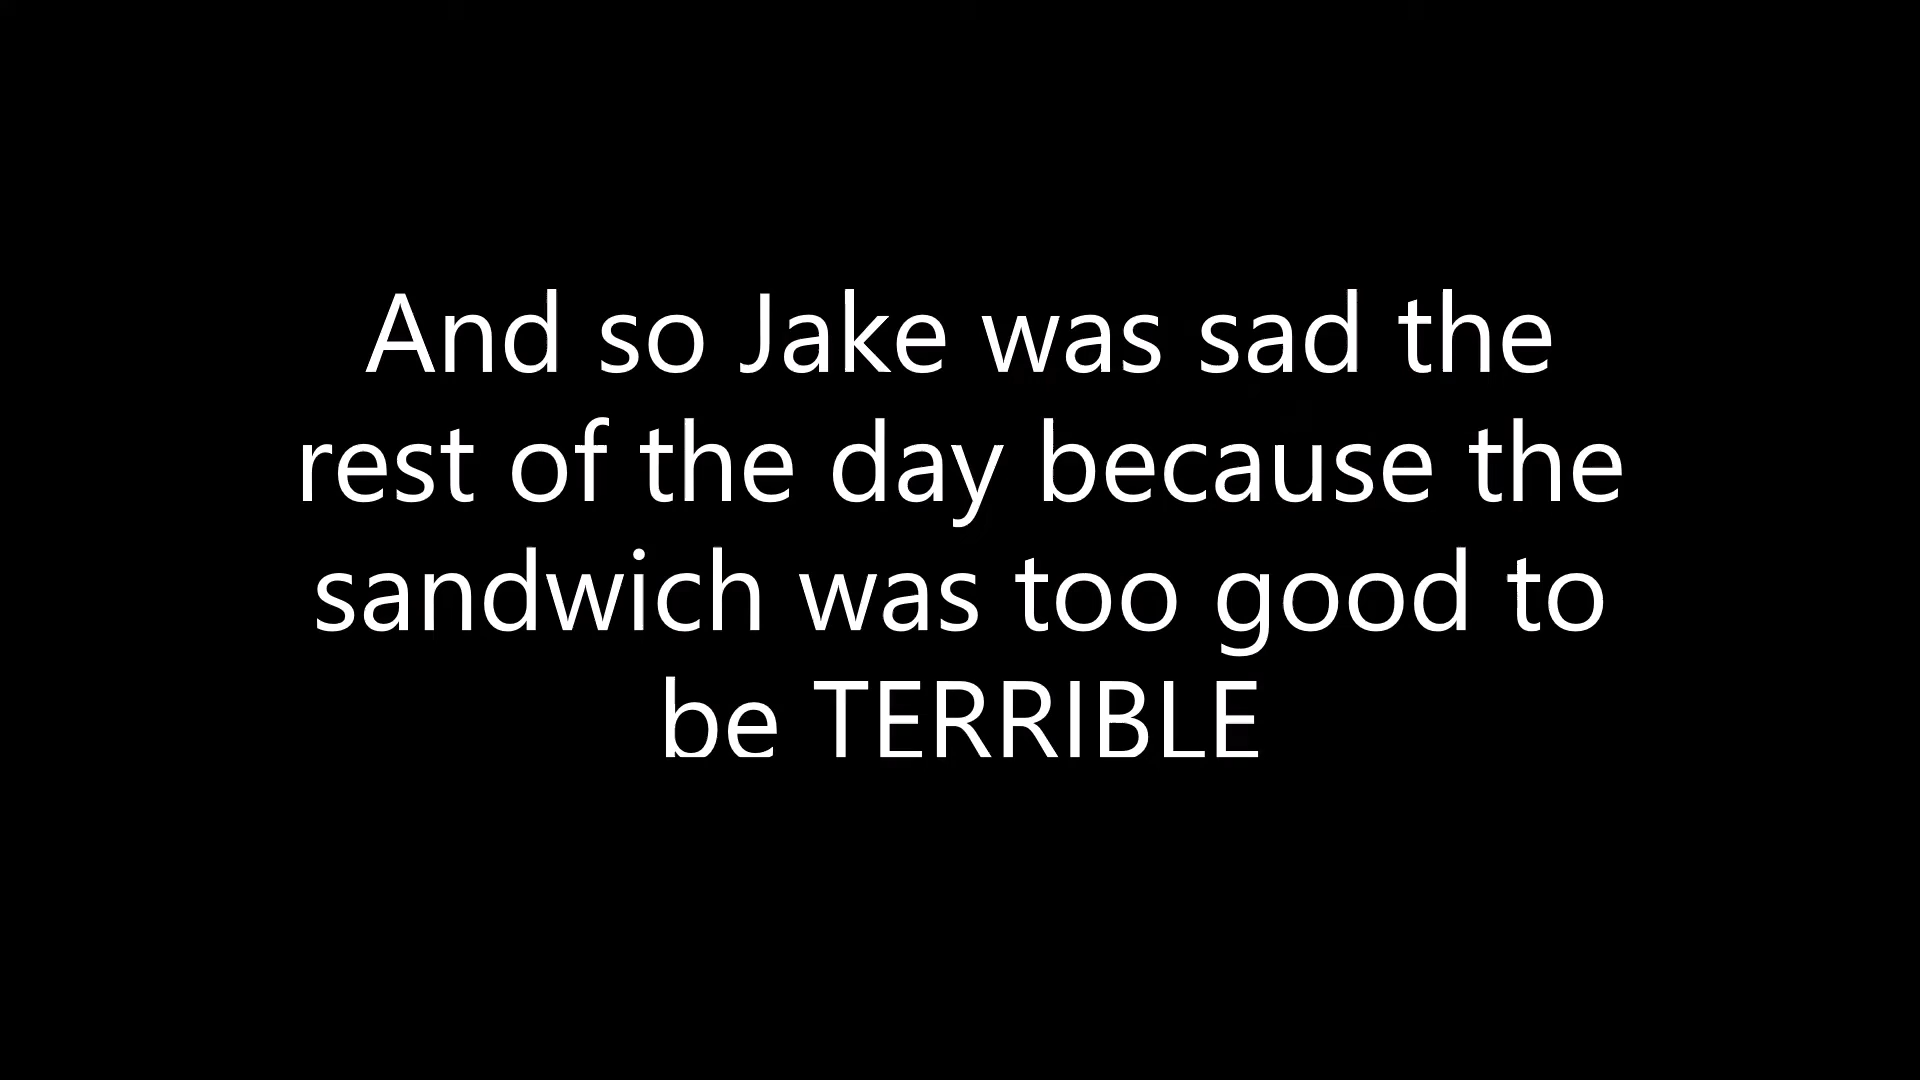 And so Jake was sad the
rest of the day because the
sandwich was too good to
be TERRIBLE